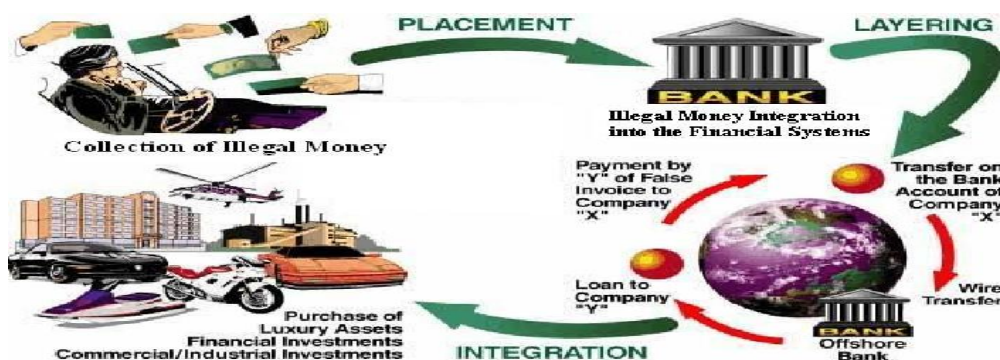 PLACEMENT
LAYERING
BANK
Collection of Illegal Money
Illegal Money Integration
into the Financial Systems
Payment by
"Y" of False
Invoice to
Company
"X"
Transfer on
the Bank
Account of
Company
"X"
Wire
Transfer
Loan to
Company
"Y"
BANK
Offshore
Bank
INTEGRATION
Purchase of
Luxury Assets
Financial Investments
Commercial/Industrial Investments